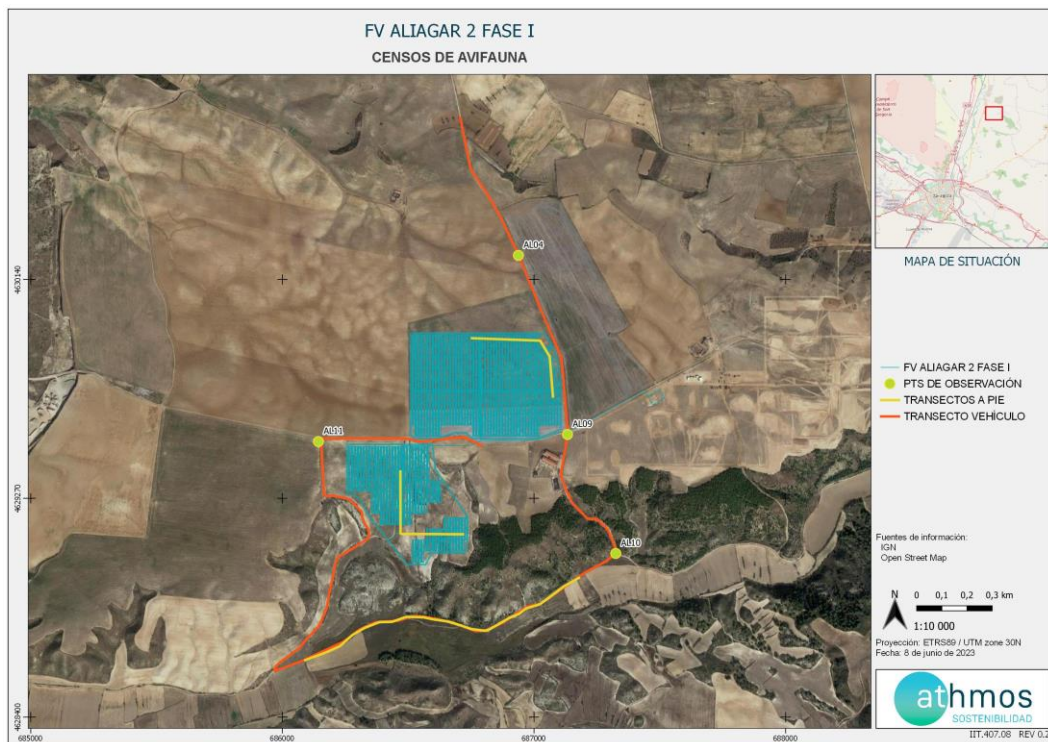 FV ALIAGAR 2 FASE I
CENSOS DE AVIFAUNA
AL04
AL11
AL09
AL10
4630140
4629270
4628400
685000
686000
687000
688000
MAPA DE SITUACIÓN
FV ALIAGAR 2 FASE I
PTS DE OBSERVACIÓN
TRANSECTOS A PIE
TRANSECTO VEHÍCULO
Fuentes de información:
IGN
Open Street Map
N
0 0,1 0,2 0,3 km
1:10 000
Proyección: ETRS89 / UTM zone 30N
Fecha: 8 de junio de 2023
athmos
SOSTENIBILIDAD
IIT.407.08 REV 0.2